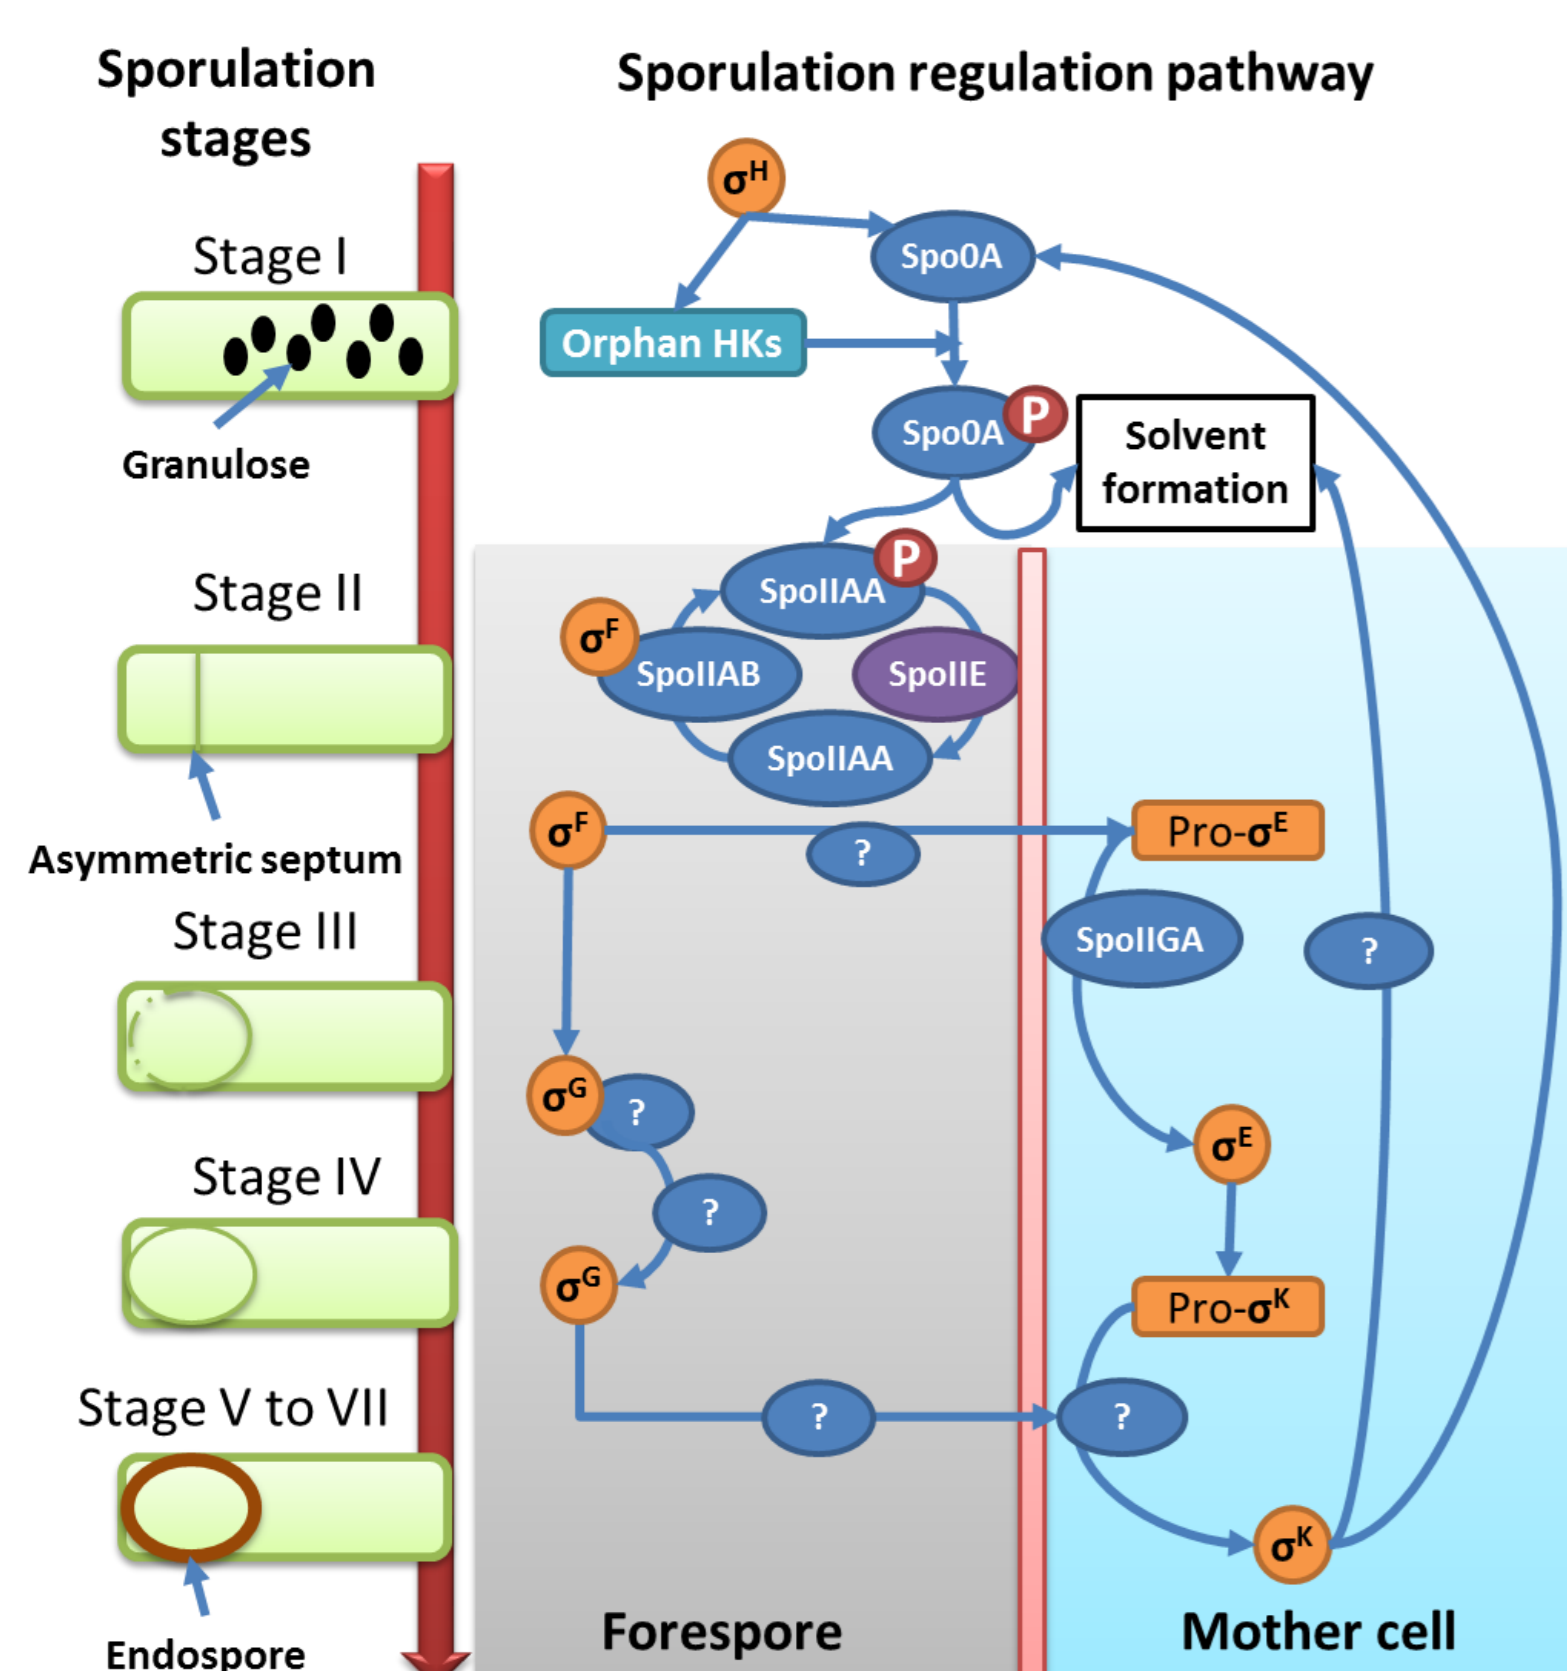 Sporulation
stages
Sporulation regulation pathway
Stage I
Granulose
Stage II
Asymmetric septum
Stage III
Stage IV
Stage V to VII
Endospore
σH
Spo0A
Orphan HKs
Spo0A
P
Solvent
formation
SpoIIAA
P
σF
SpoIIAB
SpoIIE
SpoIIAA
σF
?
Pro-σE
SpoIIGA
?
σG
?
σE
?
σG
Pro-σK
?
?
σK
Forespore
Mother cell